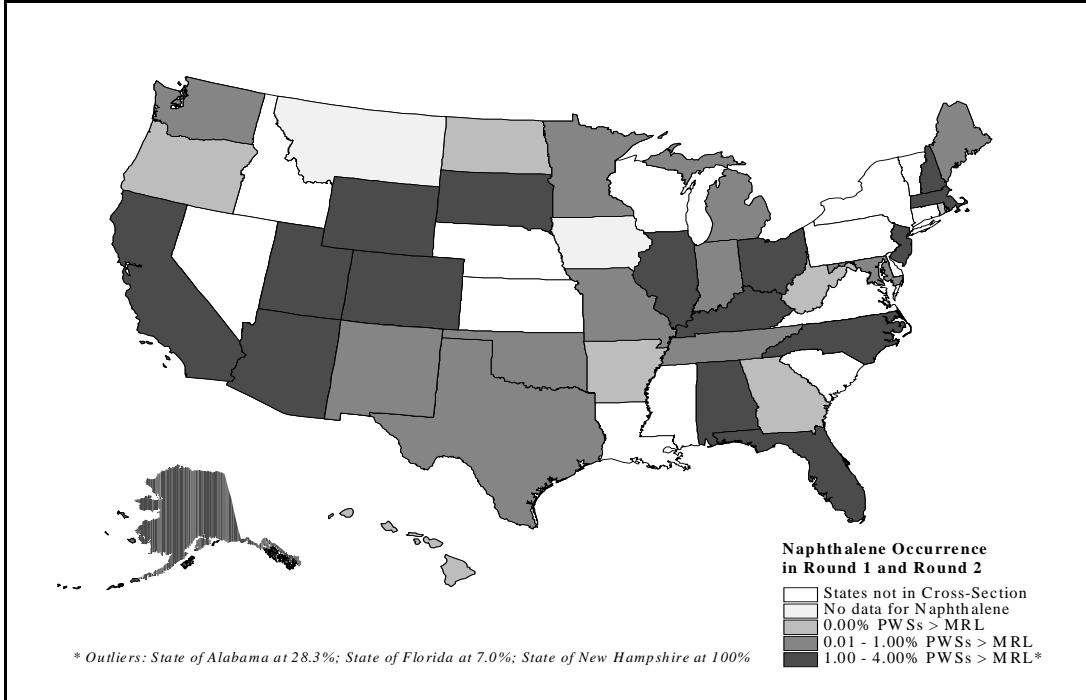 Naphthalene Occurrence
in Round 1 and Round 2
States not in Cross-Section
No data for Naphthalene
0.00% PWSs > MRL
0.01 - 1.00% PWSs > MRL
1.00 - 4.00% PWSs > MRL*
* Outliers: State of Alabama at 28.3%; State of Florida at 7.0%; State of New Hampshire at 100%